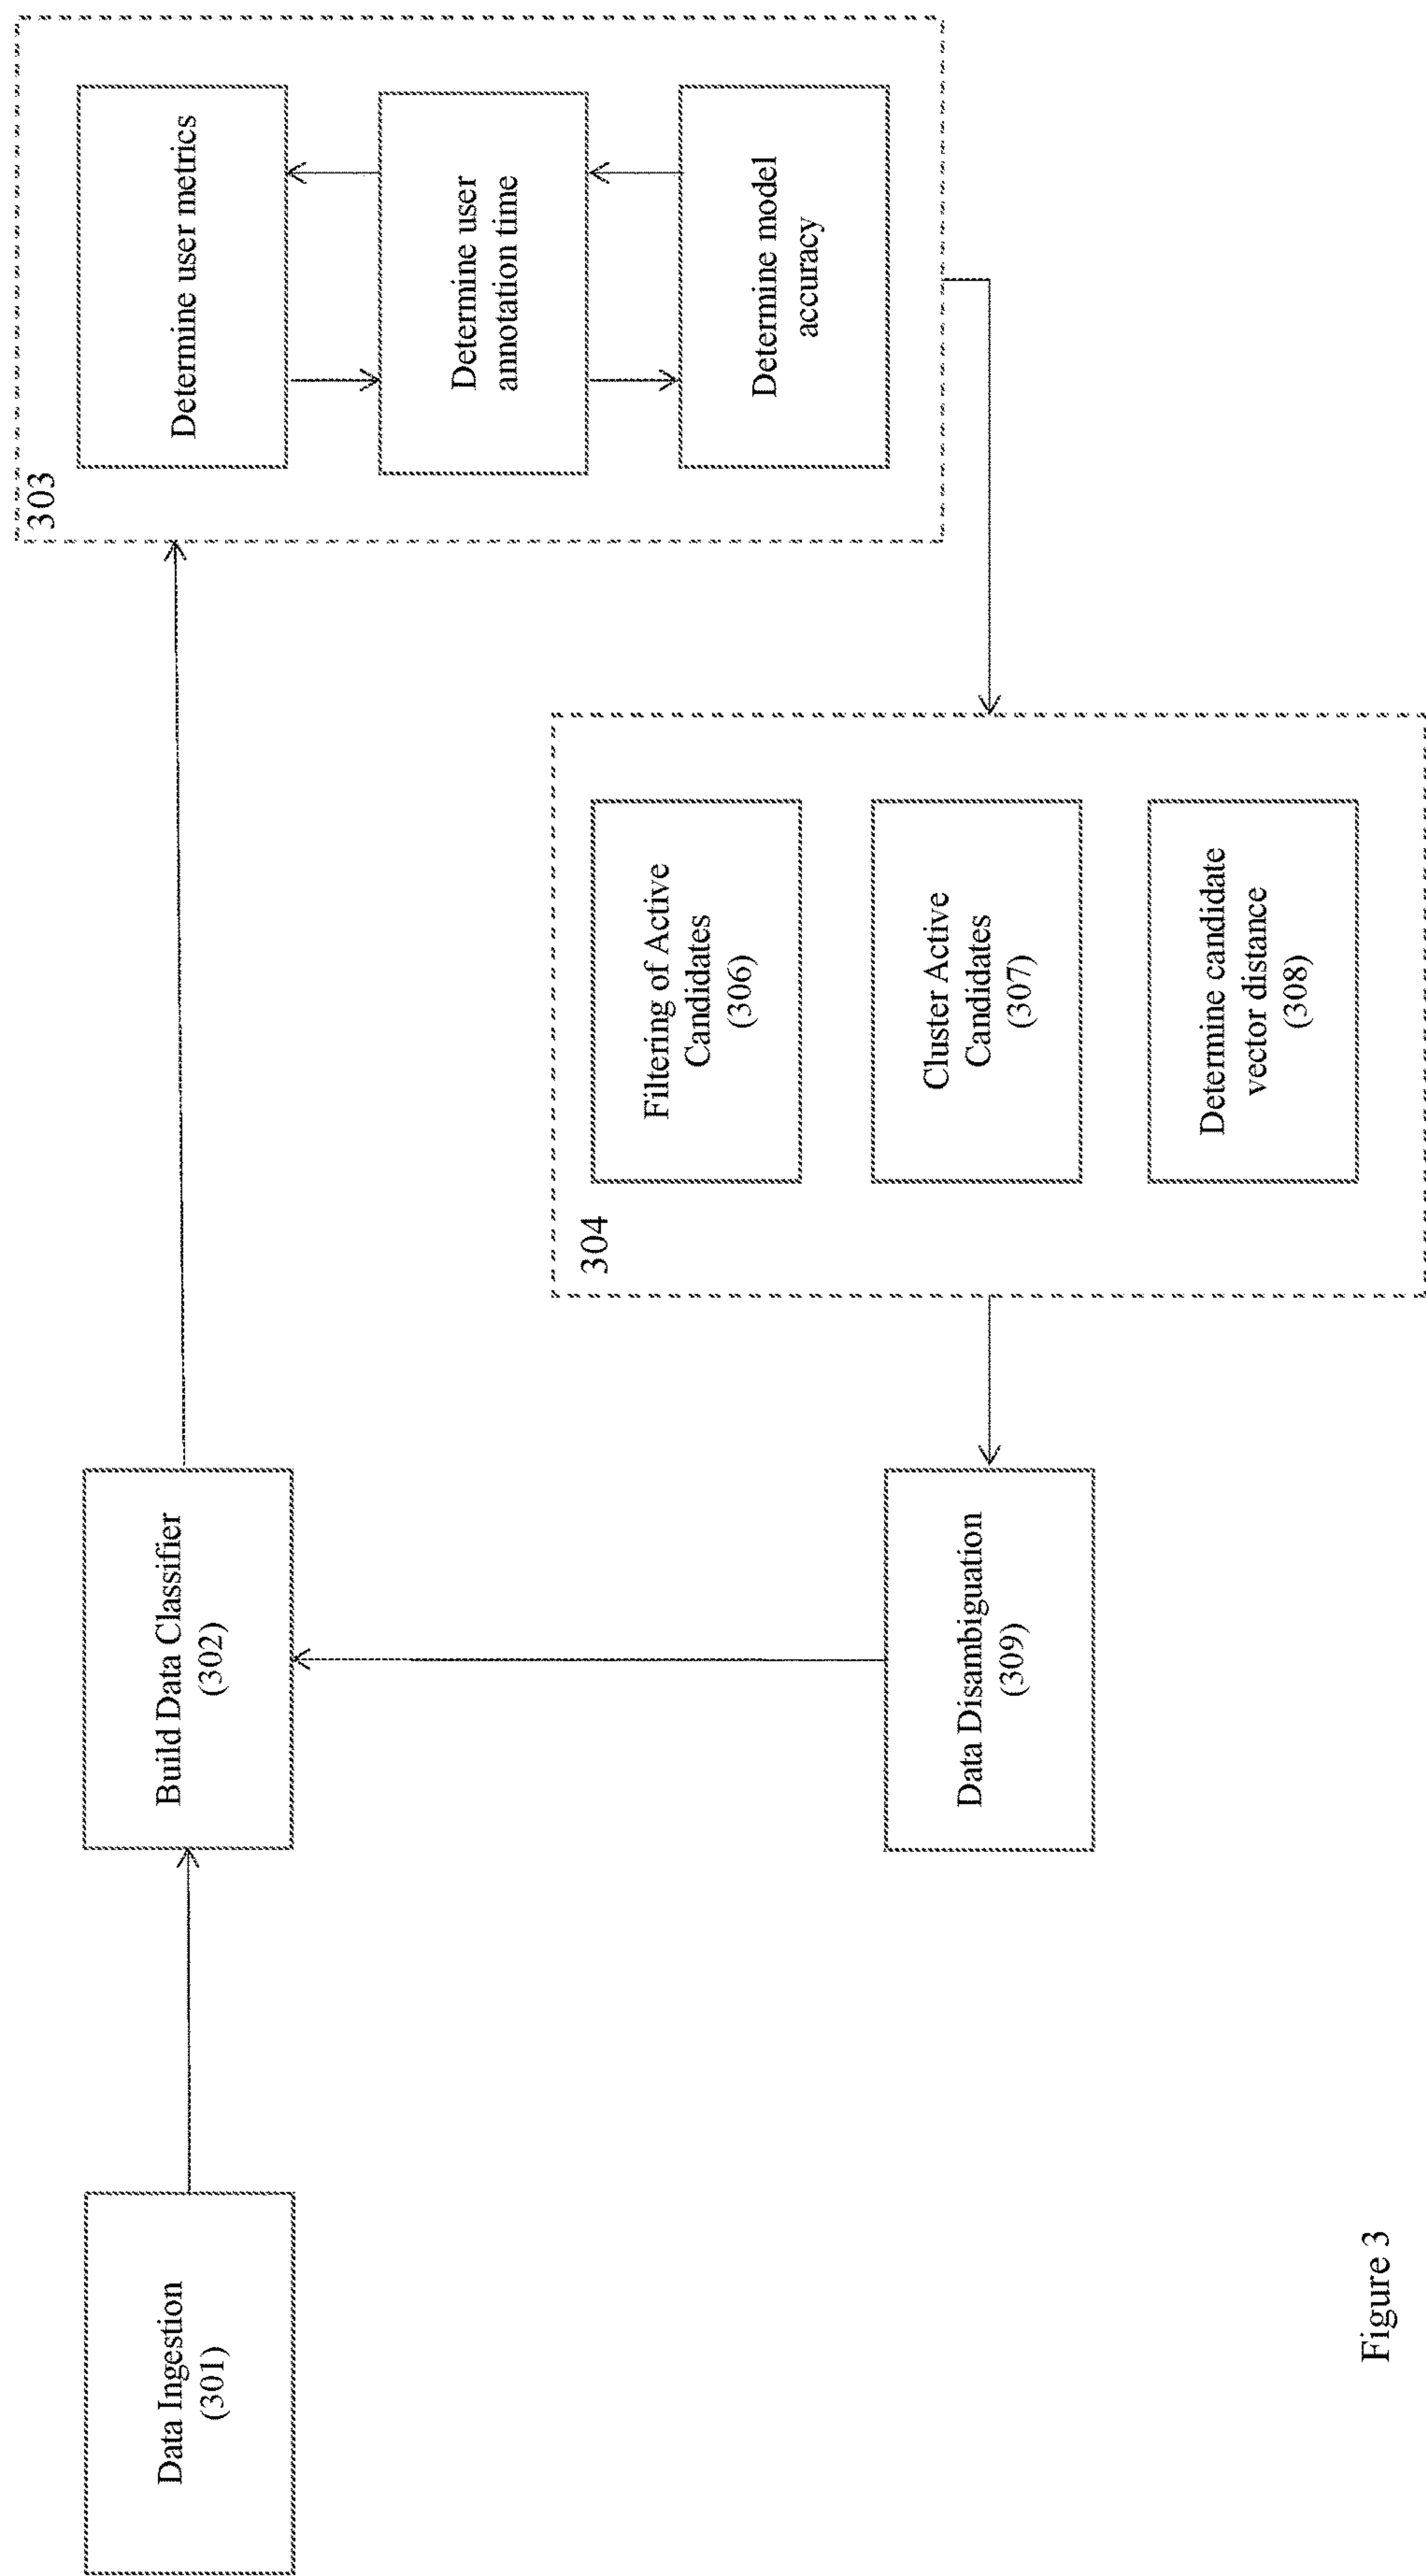 Data Ingestion
(301)
Build Data Classifier
(302)
303
Determine user metrics
Determine user
annotation time
Determine model
accuracy
304
Filtering of Active
Candidates
(306)
Cluster Active
Candidates
(307)
Determine candidate
vector distance
(308)
Data Disambiguation
(309)
Figure 3